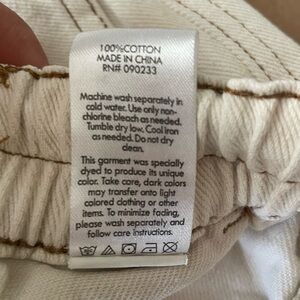 100%COTTON
MADE IN CHINA
RN# 090233
Machine wash separately in
cold water. Use only non-
chlorine bleach as needed.
Tumble dry low. Cool iron
as needed. Do not dry
clean.
This garment was specially
dyed to produce its unique
color. Take care, dark colors
may transfer onto light
colored clothing or other
items. To minimize fading,
please wash separately and
follow care instructions.